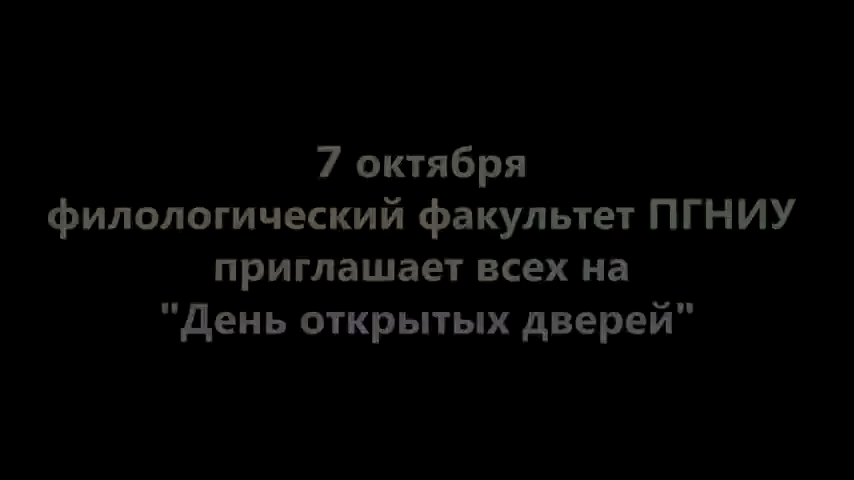 7 октября
филологический факультет ПГНИУ
приглашает всех на
"День открытых дверей"